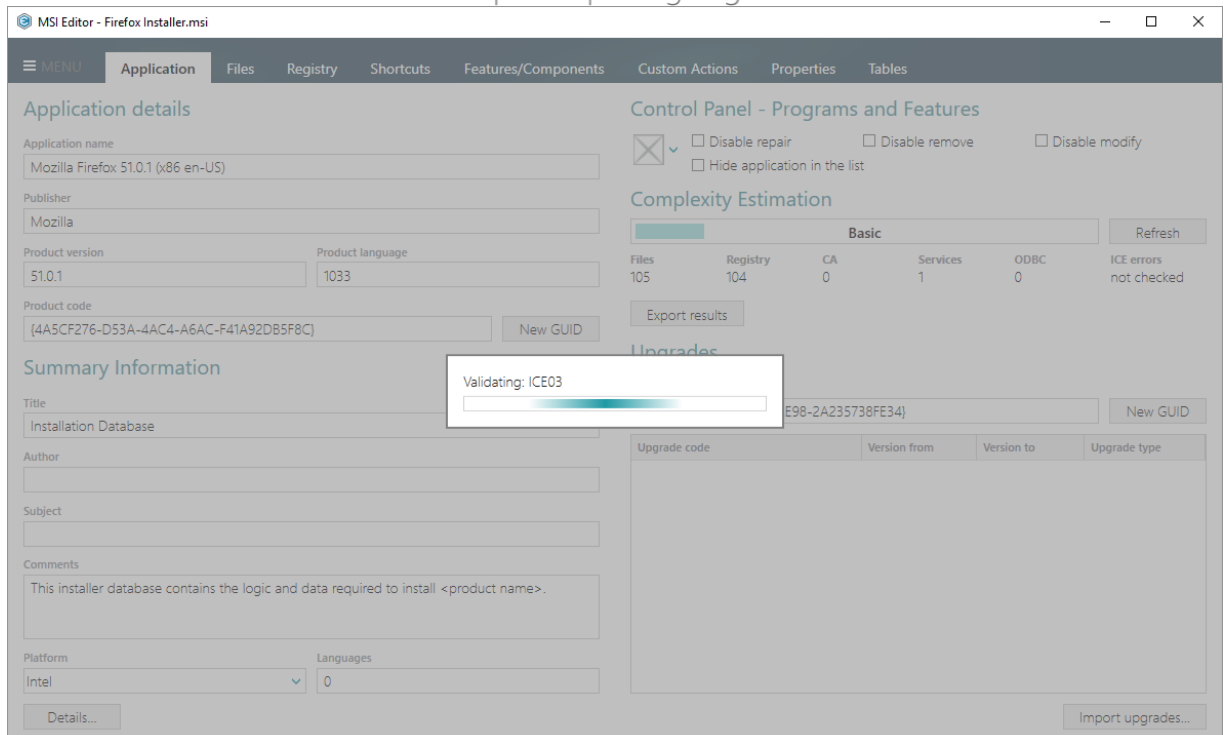 MSI Editor - Firefox Installer.msi
MENU Application Files Registry Shortcuts Features/Components Custom Actions Properties Tables
Application details
Application name
Mozilla Firefox 51.0.1 (x86 en-US)
Publisher
Mozilla
Product version Product language
51.0.1 1033
Product code
{4A5CF276-D53A-4AC4-A6AC-F41A92DB5F8C} New GUID
Summary Information
Title
Installation Database
Author
Subject
Comments
This installer database contains the logic and data required to install <product name>.
Platform Languages
Intel 0
Details...
Control Panel - Programs and Features
Disable repair Disable remove Disable modify
Hide application in the list
Complexity Estimation
Basic Refresh
Files Registry CA Services ODBC ICE errors
105 104 0 1 0 not checked
Export results
Upgrades
Validating: ICE03
E98-2A235738FE34} New GUID
Upgrade code Version from Version to Upgrade type
Import upgrades...